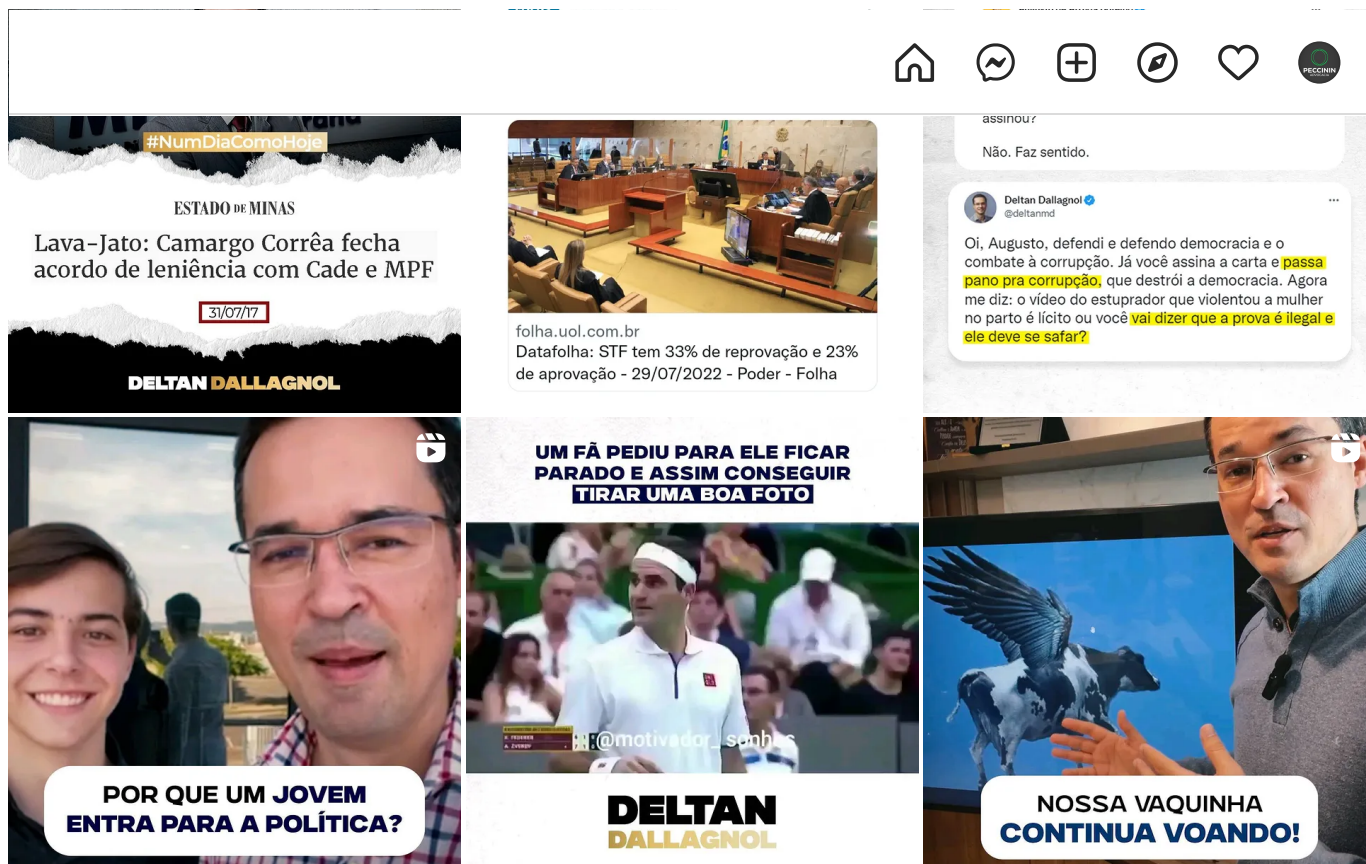 PECCININ
#NumDiaComoHoje
ESTADO DE MINAS
Lava-Jato: Camargo Corrêa fecha
acordo de leniência com Cade e MPF
31/07/17
DELTAN DALLAGNOL
folha.uol.com.br
Datafolha: STF tem 33% de reprovação e 23%
de aprovação - 29/07/2022 - Poder - Folha
assinou?
Não. Faz sentido.
Deltan Dallagnol
@deltanmd
Oi, Augusto, defendi e defendo democracia e o
combate à corrupção. Já você assina a carta e passa
pano pra corrupção, que destrói a democracia. Agora
me diz: o vídeo do estuprador que violentou a mulher
no parto é lícito ou você vai dizer que a prova é ilegal e
ele deve se safar?
POR QUE UM JOVEM
ENTRA PARA A POLÍTICA?
UM FÃ PEDIU PARA ELE FICAR
PARADO E ASSIM CONSEGUIR
TIRAR UMA BOA FOTO
R. FEDERER
A. ZVEREV
@motivador_sonhos
DELTAN
DALLAGNOL
NOSSA VAQUINHA
CONTINUA VOANDO!